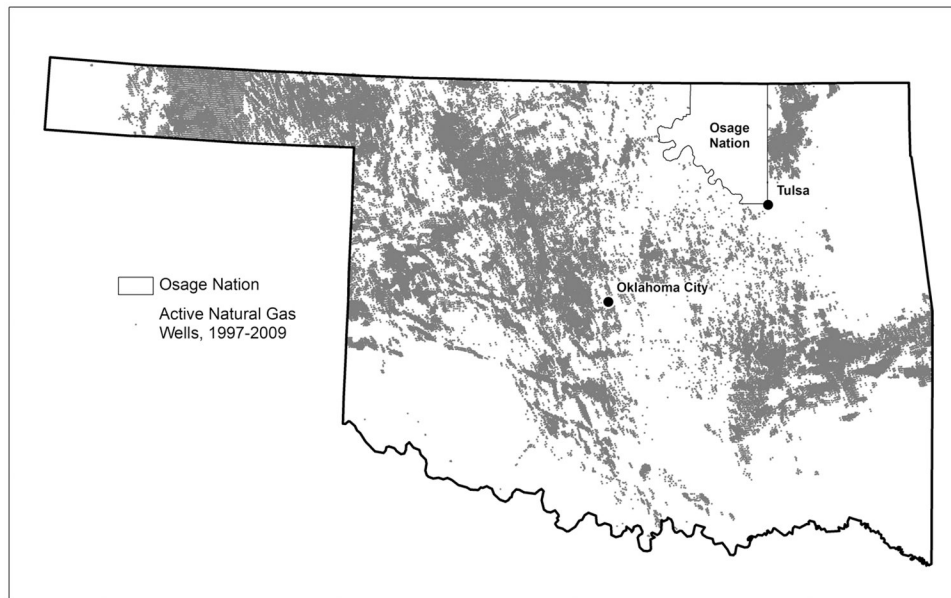 Osage
Nation
Tulsa
Oklahoma City
Osage Nation
Active Natural Gas
Wells, 1997-2009